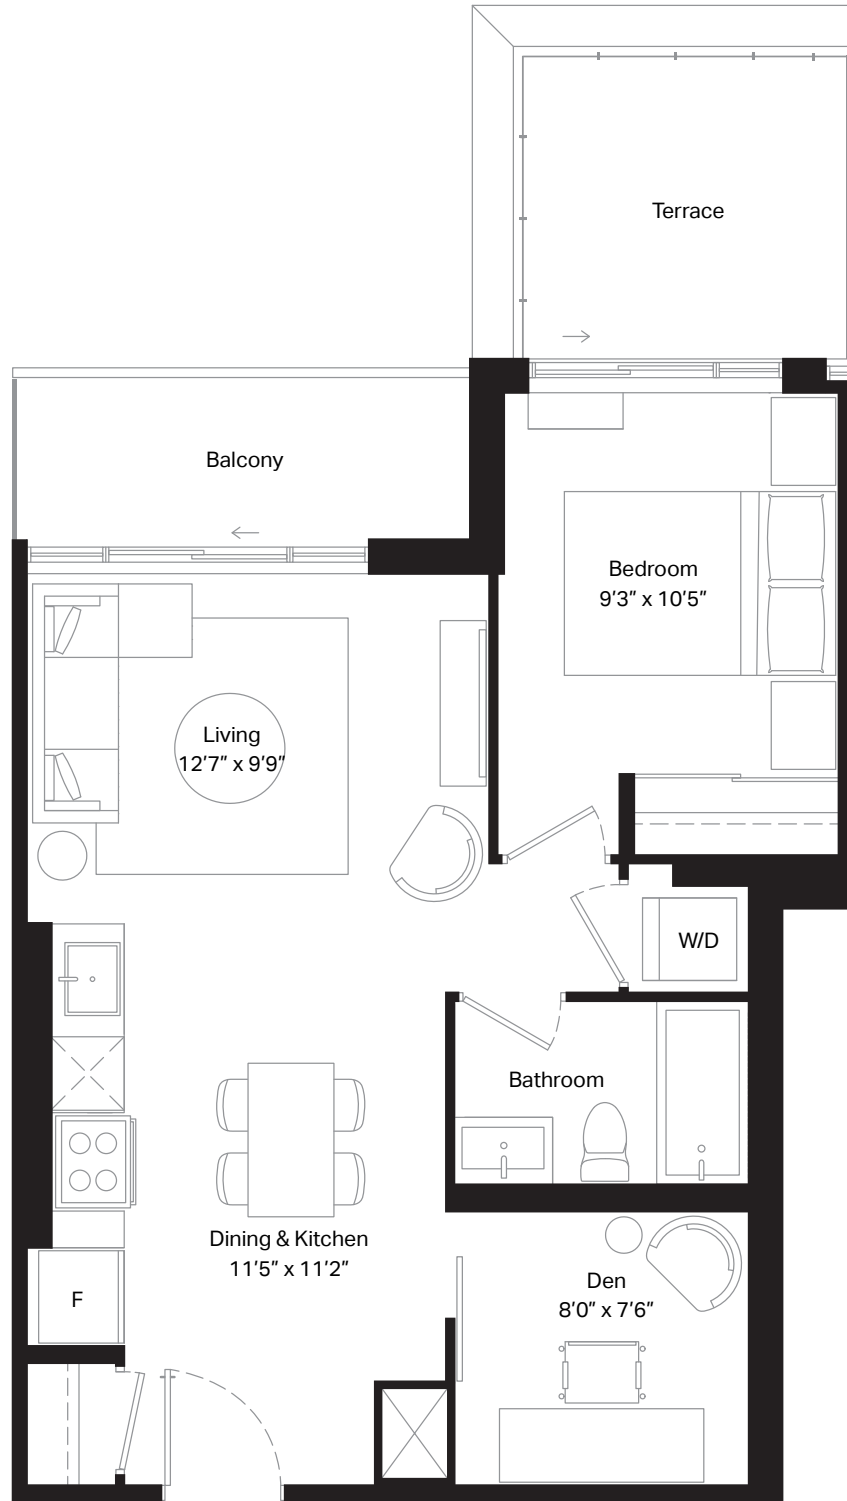 Terrace
Balcony
Bedroom
9’3” x 10’5”
Living
12’7” x 9’9”
W/D
Bathroom
Dining & Kitchen
11’5” x 11’2”
Den
8’0” x 7’6”
F